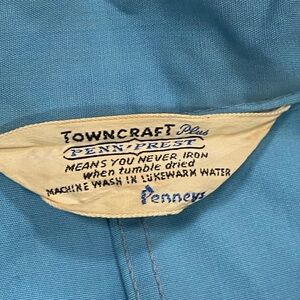 TOWNCRAFT Plus
PENN-PREST
MEANS YOU NEVER IRON
when tumble dried
MACHINE WASH IN LUKEWARM WATER
Penneys